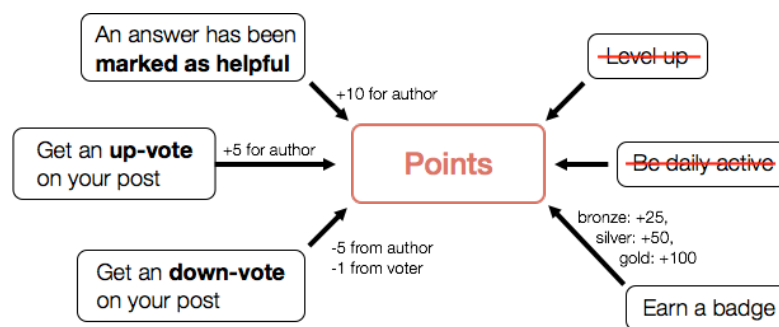 An answer has been
marked as helpful
+10 for author
Level up
Get an up-vote
on your post
+5 for author
Points
Be daily active
bronze: +25,
silver: +50,
gold: +100
Get an down-vote
on your post
-5 from author
-1 from voter
Earn a badge